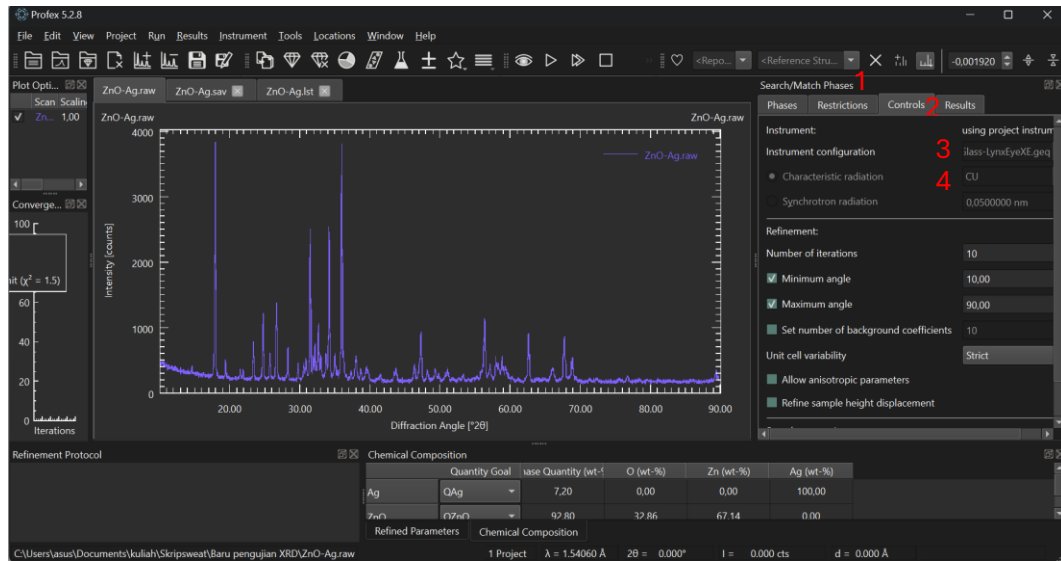 Profex 5.2.8
File Edit View Project Run Results Instrument Tools Locations Window Help
<Repo... <Reference Stru... -0,001920
Plot Opti...
Scan Scaling
Zn... 1,00
Converge...
100
nit (χ² = 1.5)
60
40
20
0
Iterations
ZnO-Ag.raw ZnO-Ag.sav ZnO-Ag.lst
ZnO-Ag.raw ZnO-Ag.raw
4000
ZnO-Ag.raw
3000
2000
1000
0
Intensity [counts]
20.00 30.00 40.00 50.00 60.00 70.00 80.00 90.00
Diffraction Angle [°2θ]
1
Search/Match Phases
Phases Restrictions Controls 2 Results
Instrument: using project instrum
Instrument configuration 3 ilass-LynxEyeXE.geq
Characteristic radiation 4 CU
Synchrotron radiation 0,0500000 nm
Refinement:
Number of iterations 10
Minimum angle 10,00
Maximum angle 90,00
Set number of background coefficients 10
Unit cell variability Strict
Allow anisotropic parameters
Refine sample height displacement
Refinement Protocol
Chemical Composition
Quantity Goal ıase Quantity (wt-% O (wt-%) Zn (wt-%) Ag (wt-%)
Ag QAg 7,20 0,00 0,00 100,00
ZnO QZnO 92,80 32,86 67,14 0,00
Refined Parameters Chemical Composition
C:\Users\asus\Documents\kuliah\Skripsweat\Baru pengujian XRD\ZnO-Ag.raw 1 Project λ = 1.54060 Å 2θ = 0.000° I = 0.000 cts d = 0.000 Å